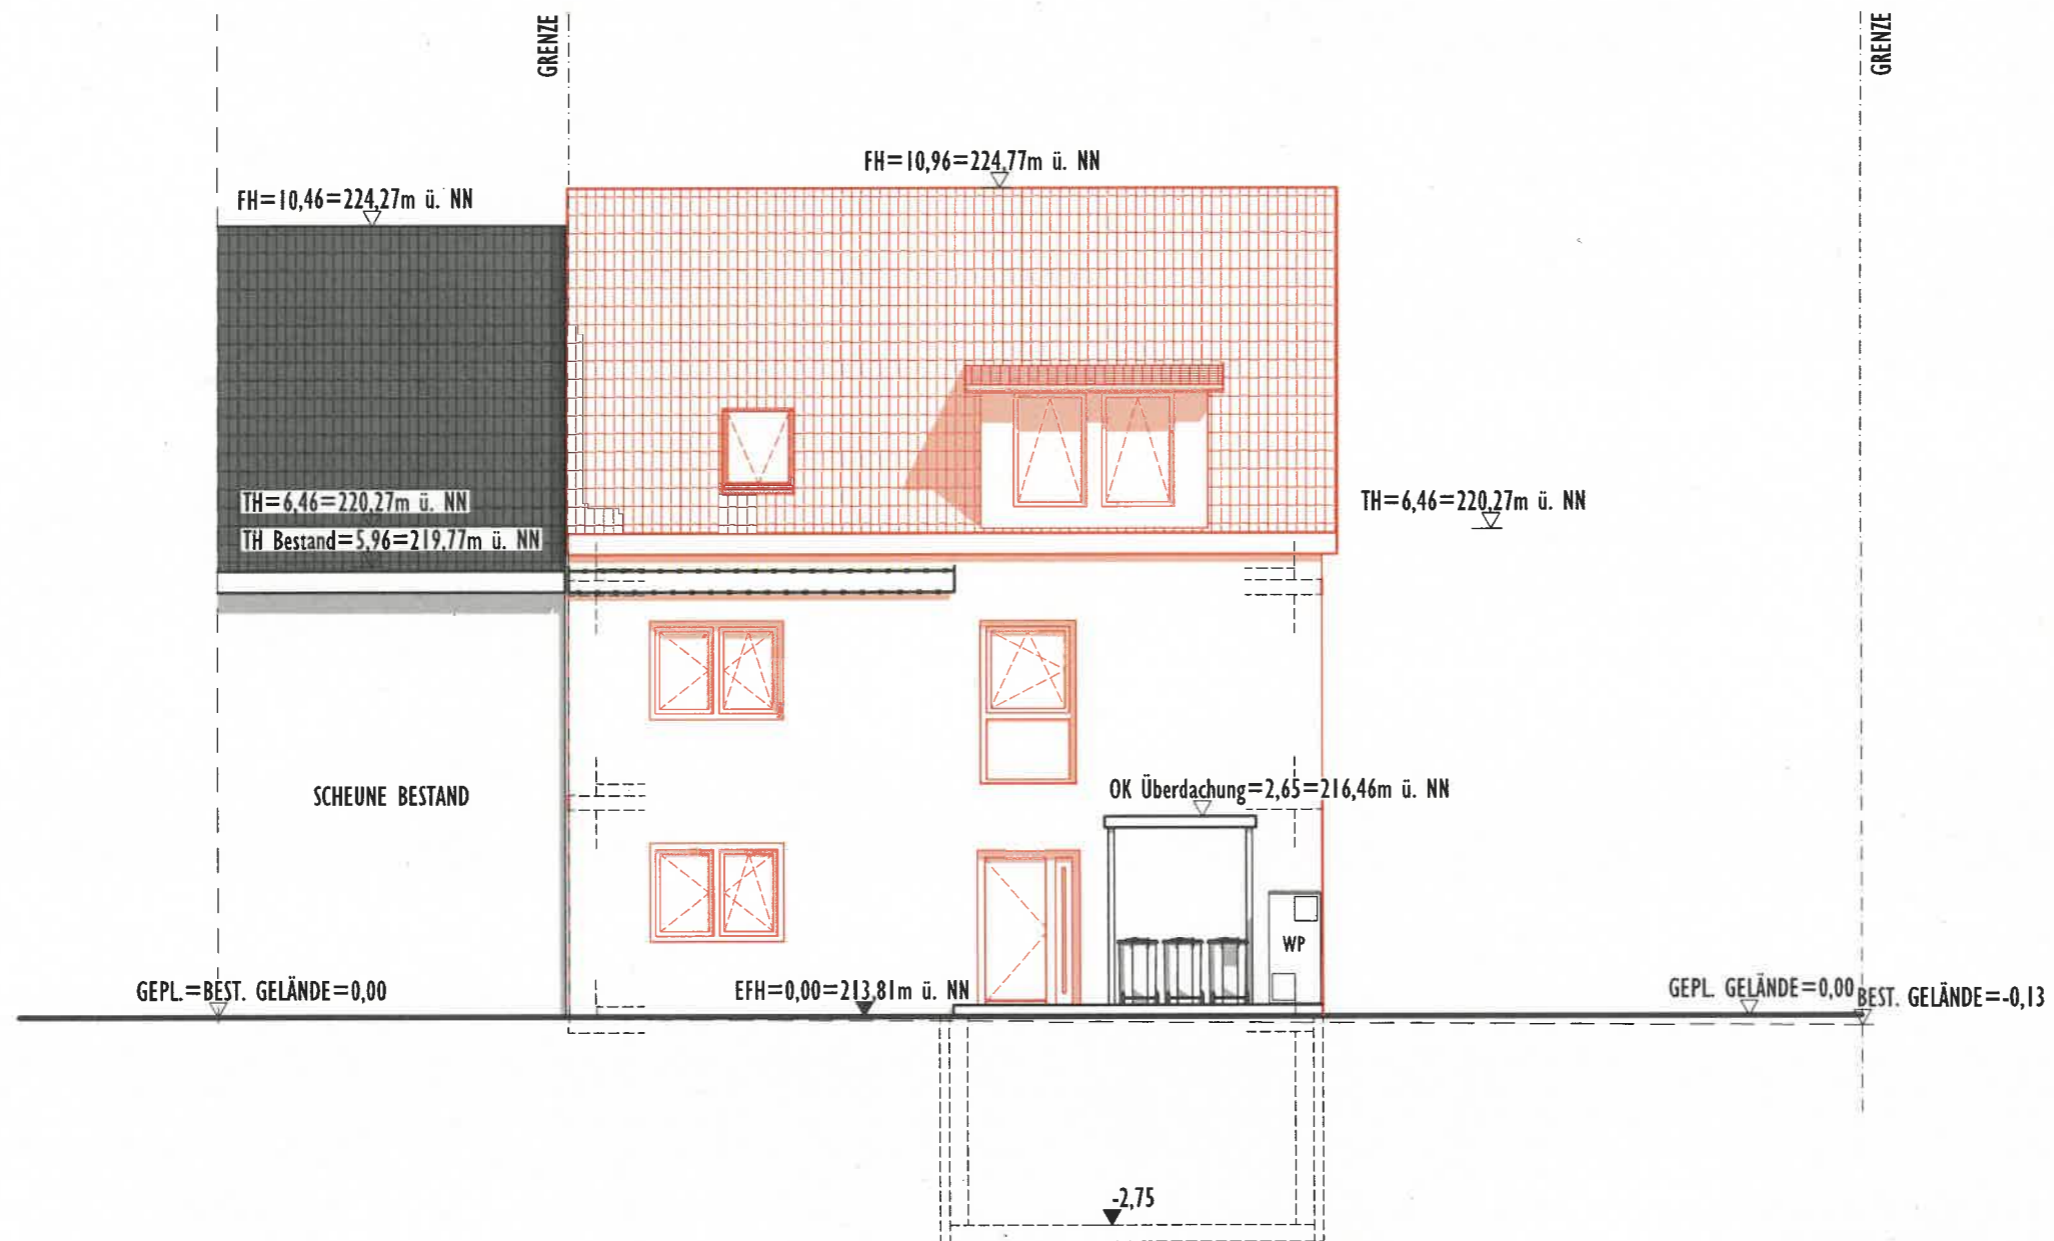 GRENZE
GRENZE
FH=10,96=224,77m ü. NN
FH=10,46=224,27m ü. NN
TH=6,46=220,27m ü. NN
TH=6,46=220,27m ü. NN
TH Bestand=5,96=219,77m ü. NN
OK Überdachung=2,65=216,46m ü. NN
SCHEUNE BESTAND
WP
GEPL.=BEST. GELÄNDE=0,00
EFH=0,00=213,81m ü. NN
GEPL. GELÄNDE=0,00
BEST. GELÄNDE=-0,13
-2,75